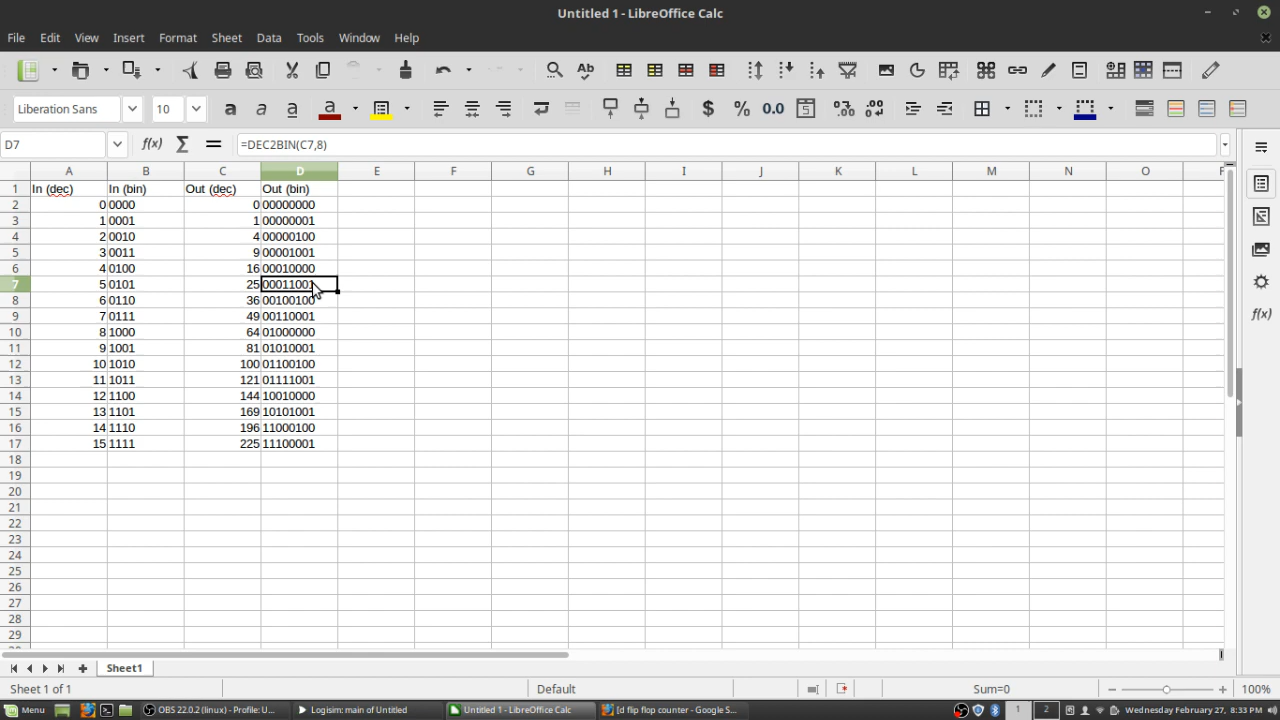 Untitled 1 - LibreOffice Calc
File Edit View Insert Format Sheet Data Tools Window Help
Liberation Sans 10
D7 f(x) Σ = =DEC2BIN(C7,8)
A B C D E F G H I J K L M N O
1 In (dec) In (bin) Out (dec) Out (bin)
2 0 0000 0 00000000
3 1 0001 1 00000001
4 2 0010 4 00000100
5 3 0011 9 00001001
6 4 0100 16 00010000
7 5 0101 25 00011001
8 6 0110 36 00100100
9 7 0111 49 00110001
10 8 1000 64 01000000
11 9 1001 81 01010001
12 10 1010 100 01100100
13 11 1011 121 01111001
14 12 1100 144 10010000
15 13 1101 169 10101001
16 14 1110 196 11000100
17 15 1111 225 11100001
18
19
20
21
22
23
24
25
26
27
28
29
Sheet1
Sheet 1 of 1 Default Sum=0 100%
Menu OBS 22.0.2 (linux) - Profile: U... Logisim: main of Untitled Untitled 1 - LibreOffice Calc [d flip flop counter - Google S... 1 2 Wednesday February 27, 8:33 PM